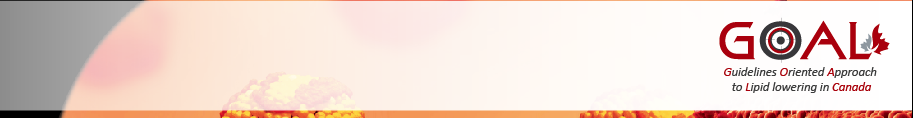 GOAL
Guidelines Oriented Approach
to Lipid lowering in Canada